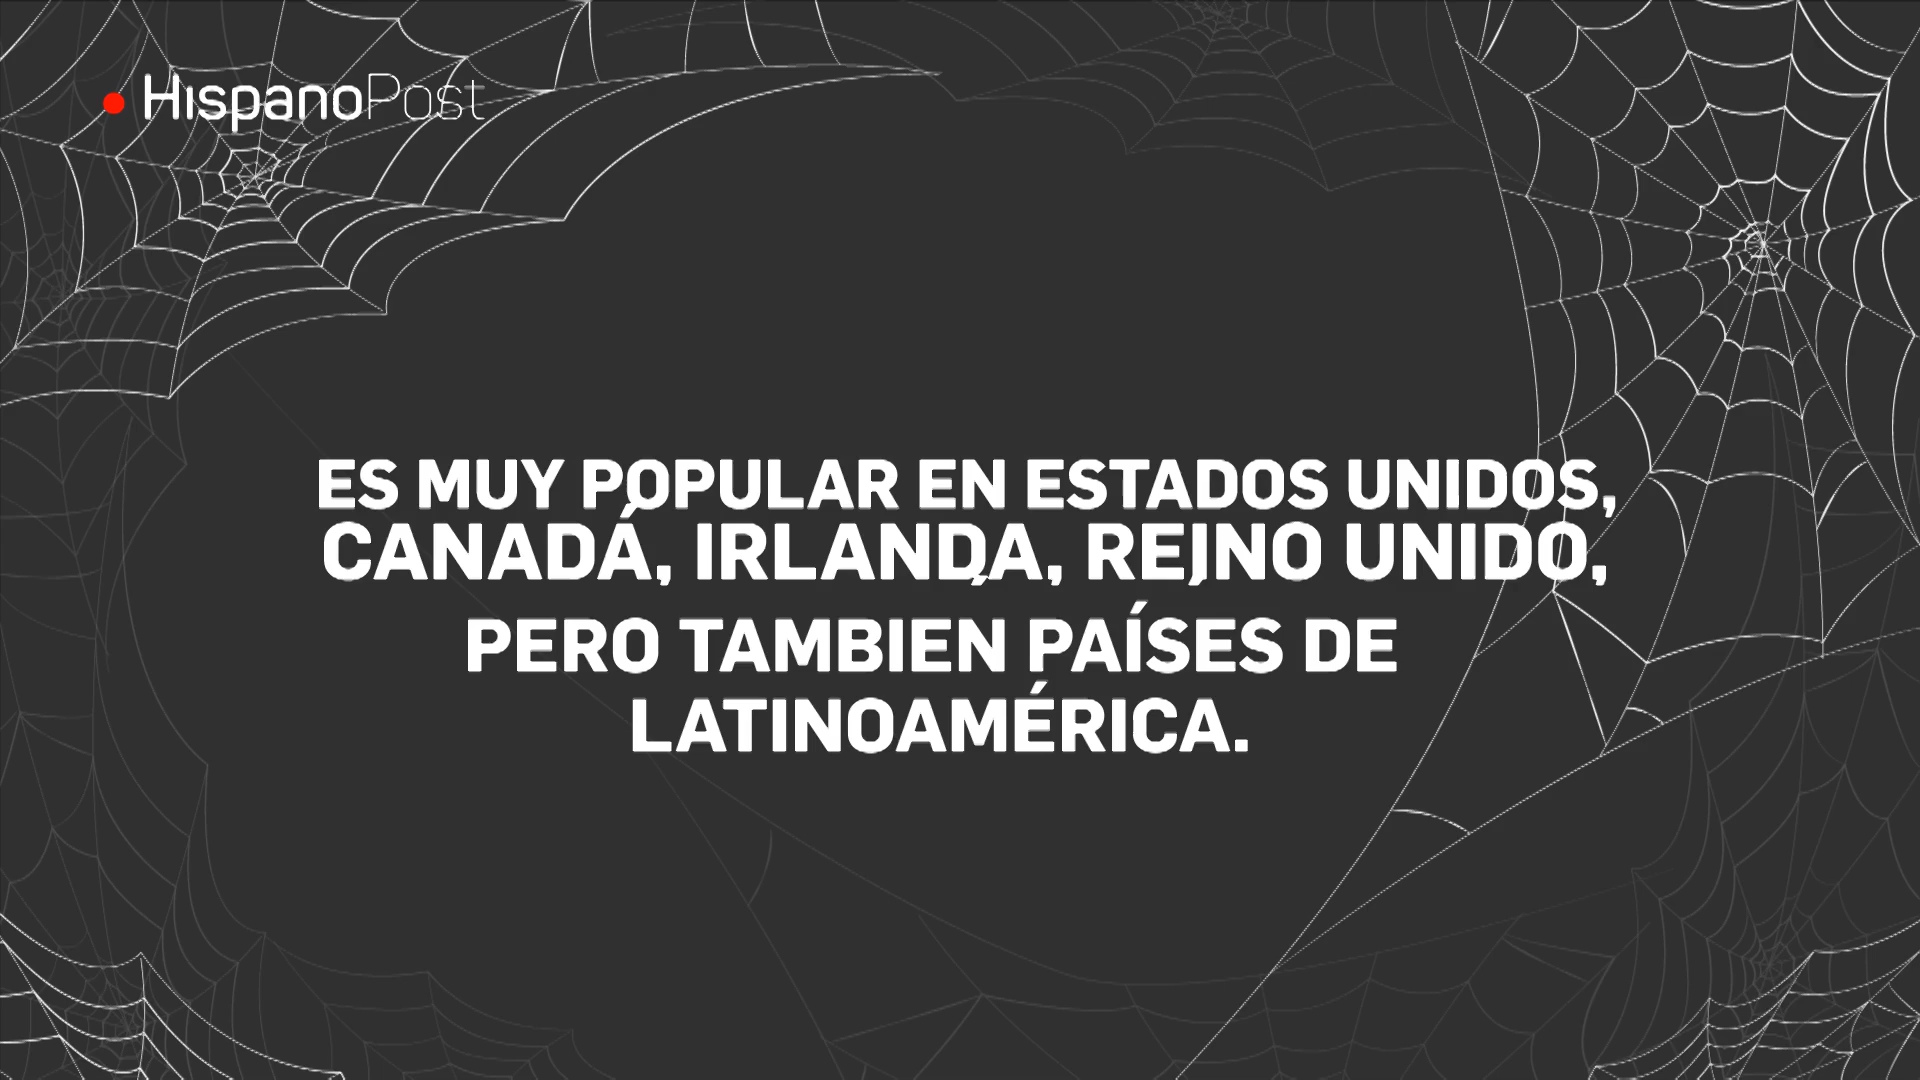 HispanoPost
ES MUY POPULAR EN ESTADOS UNIDOS,
CANADÁ, IRLANDA, REINO UNIDO,
PERO TAMBIEN PAÍSES DE
LATINOAMÉRICA.